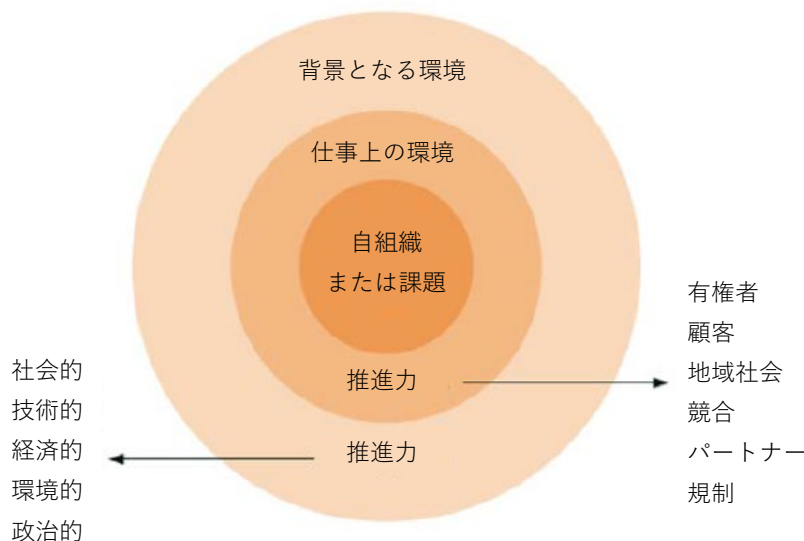 背景となる環境
仕事上の環境
自組織
または課題
推進力
推進力
有権者
顧客
地域社会
競合
パートナー
規制
社会的
技術的
経済的
環境的
政治的